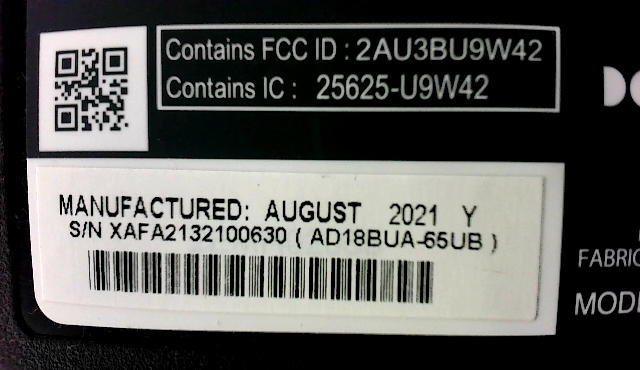 Contains FCC ID : 2AU3BU9W42
Contains IC : 25625-U9W42
MANUFACTURED: AUGUST 2021 Y
S/N XAFA2132100630 ( AD18BUA-65UB )
FABRIC
MODE